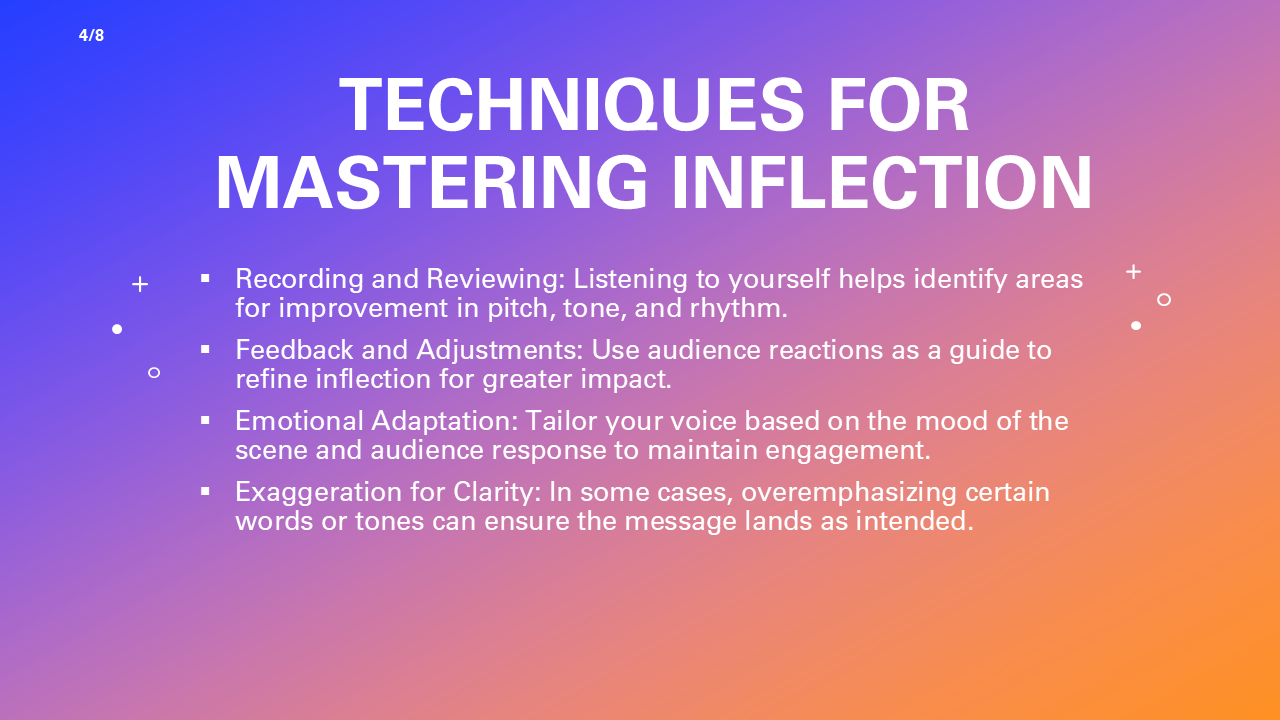 4/8
TECHNIQUES FOR
MASTERING INFLECTION
▪ Recording and Reviewing: Listening to yourself helps identify areas
for improvement in pitch, tone, and rhythm.
▪ Feedback and Adjustments: Use audience reactions as a guide to
refine inflection for greater impact.
▪ Emotional Adaptation: Tailor your voice based on the mood of the
scene and audience response to maintain engagement.
▪ Exaggeration for Clarity: In some cases, overemphasizing certain
words or tones can ensure the message lands as intended.